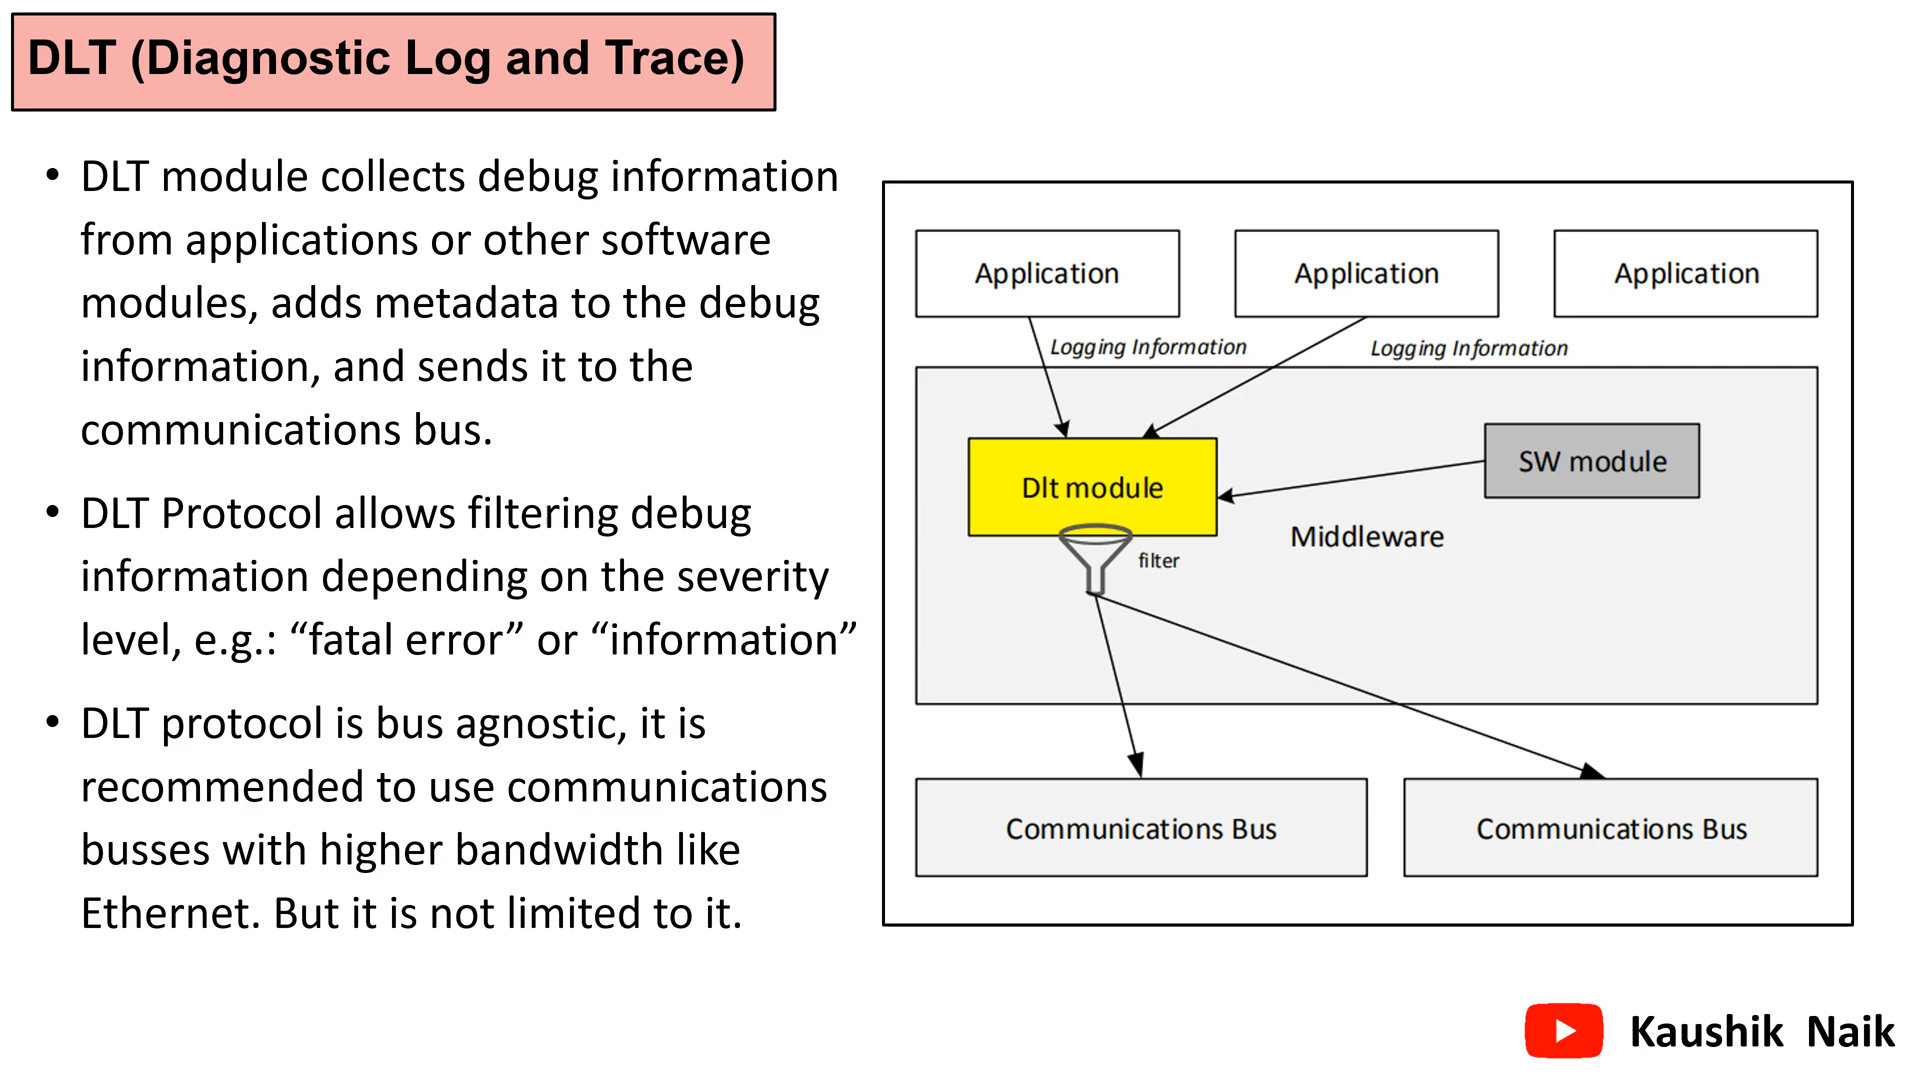 DLT (Diagnostic Log and Trace)
• DLT module collects debug information
from applications or other software
modules, adds metadata to the debug
information, and sends it to the
communications bus.
• DLT Protocol allows filtering debug
information depending on the severity
level, e.g.: “fatal error” or “information”
• DLT protocol is bus agnostic, it is
recommended to use communications
busses with higher bandwidth like
Ethernet. But it is not limited to it.
Application
Application
Application
Logging Information
Logging Information
Dlt module
SW module
Middleware
filter
Communications Bus
Communications Bus
Kaushik Naik